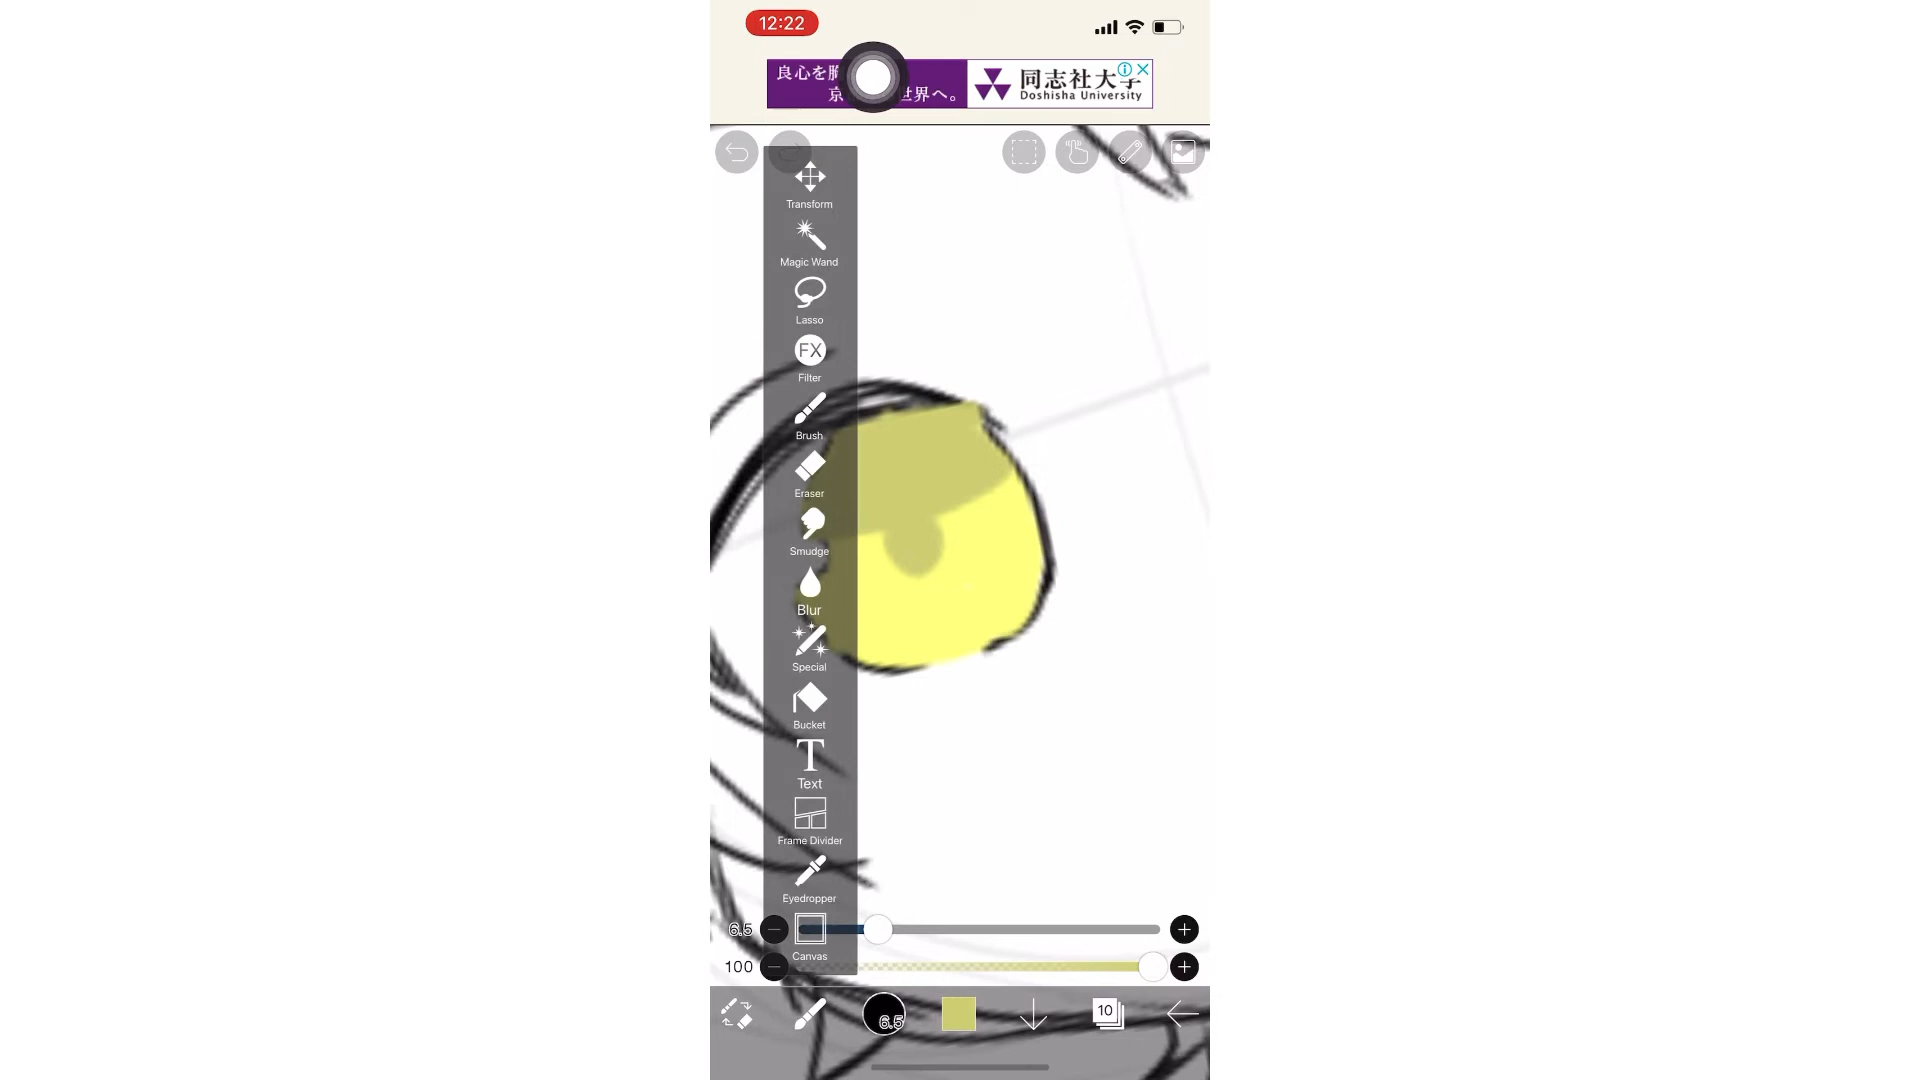 12:22
良心を
京
世界へ。
同志社大学
Doshisha University
Transform
Magic Wand
Lasso
FX
Filter
Brush
Eraser
Smudge
Blur
Special
Bucket
T
Text
Frame Divider
Eyedropper
6.5
Canvas
100
6.5
10